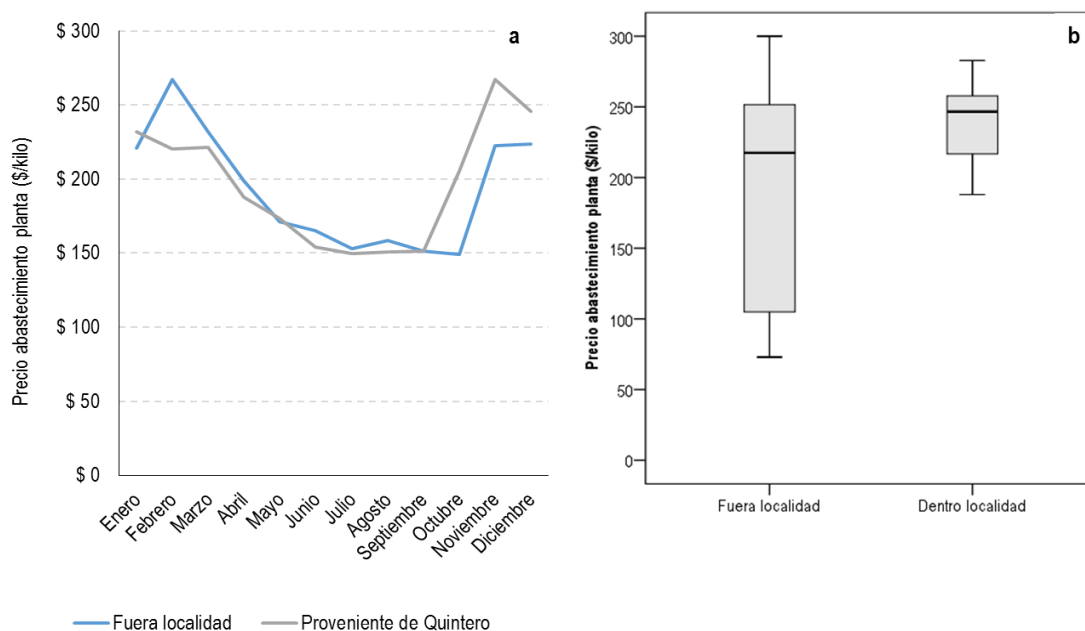 a
Precio abastecimiento planta ($/kilo)
$ 300
$ 250
$ 200
$ 150
$ 100
$ 50
$ 0
Enero
Febrero
Marzo
Abril
Mayo
Junio
Julio
Agosto
Septiembre
Octubre
Noviembre
Diciembre
Fuera localidad
Proveniente de Quintero
b
Precio abastecimiento planta ($/kilo)
300
250
200
150
100
50
0
Fuera localidad
Dentro localidad